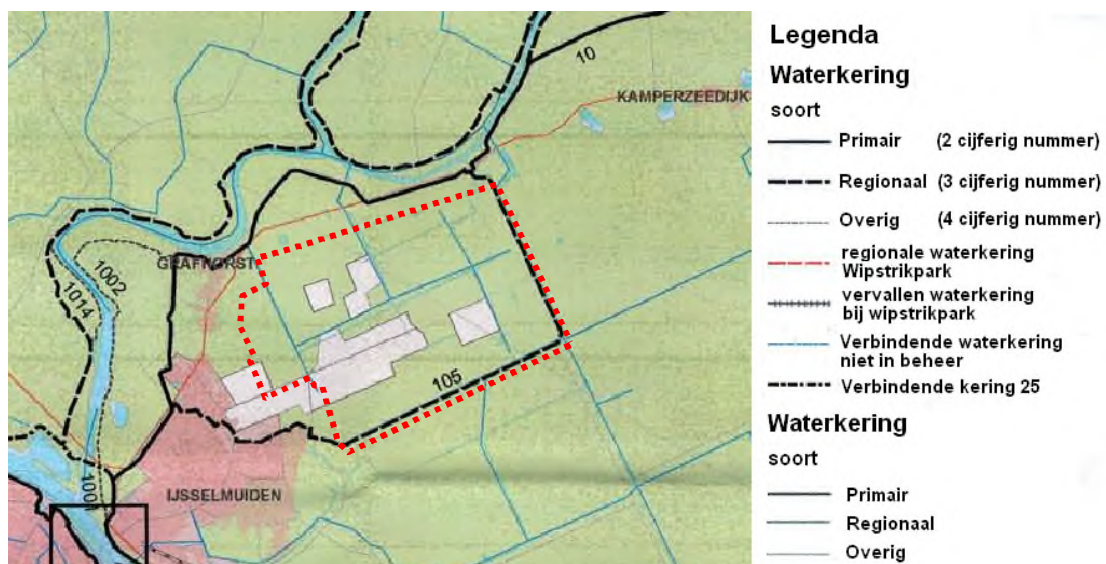 10
KAMPERZEEDIJK
GRAFHORST
1002
1014
105
IJSSELMUIDEN
1001
Legenda
Waterkering
soort
Primair (2 cijferig nummer)
Regionaal (3 cijferig nummer)
Overig (4 cijferig nummer)
regionale waterkering
Wipstrikpark
vervallen waterkering
bij wipstrikpark
Verbindende waterkering
niet in beheer
Verbindende kering 25
Waterkering
soort
Primair
Regionaal
Overig